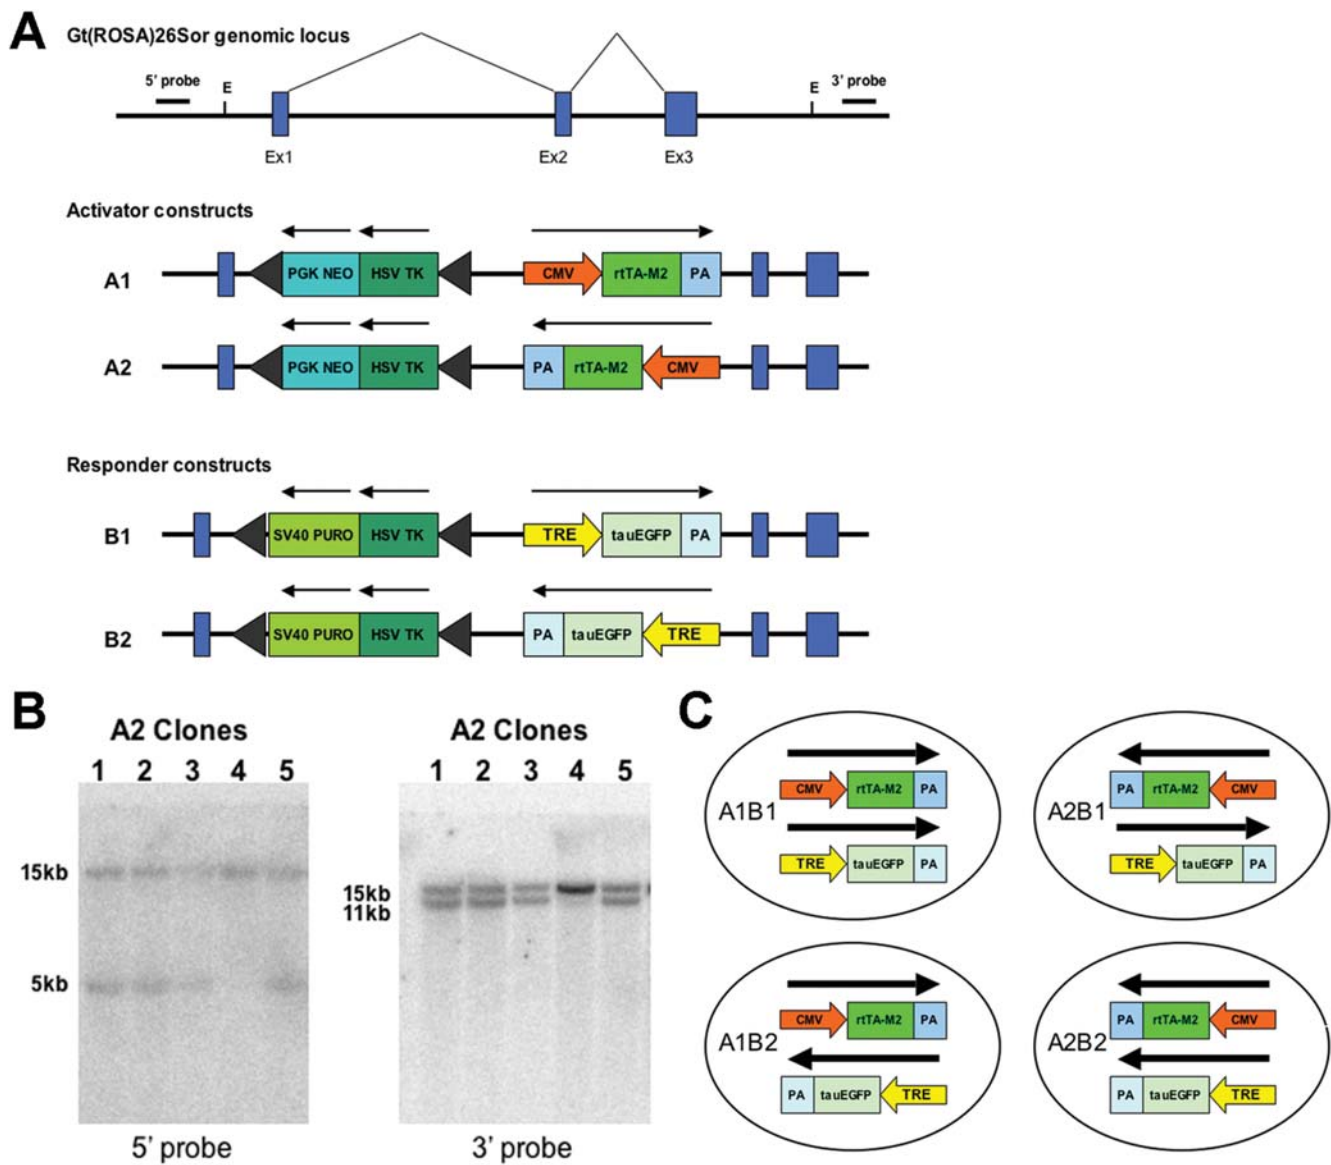 A
Gt(ROSA)26Sor genomic locus
5' probe
E
E
3' probe
Ex1
Ex2
Ex3
Activator constructs
A1
PGK NEO
HSV TK
CMV
rtTA-M2
PA
A2
PGK NEO
HSV TK
PA
rtTA-M2
CMV
Responder constructs
B1
SV40 PURO
HSV TK
TRE
tauEGFP
PA
B2
SV40 PURO
HSV TK
PA
tauEGFP
TRE
B
A2 Clones
1 2 3 4 5
15kb
5kb
5' probe
A2 Clones
1 2 3 4 5
15kb
11kb
3' probe
C
A1B1
CMV
rtTA-M2
PA
TRE
tauEGFP
PA
A2B1
PA
rtTA-M2
CMV
TRE
tauEGFP
PA
A1B2
CMV
rtTA-M2
PA
PA
tauEGFP
TRE
A2B2
PA
rtTA-M2
CMV
PA
tauEGFP
TRE